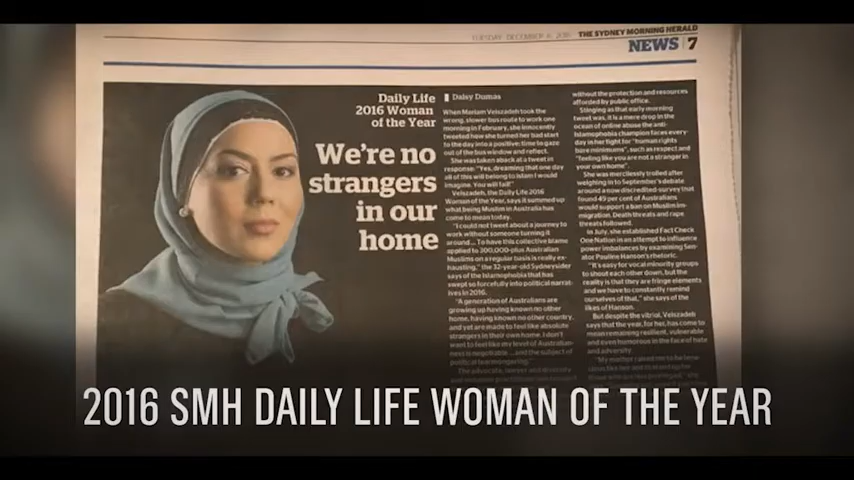 TUESDAY DECEMBER 6, 2016 THE SYDNEY MORNING HERALD
NEWS 7
Daily Life
2016 Woman
of the Year
We're no
strangers
in our
home
Daisy Dumas
When Mariam Veiszadeh took the
wrong, slower bus route to work one
morning in February, she innocently
tweeted how she turned her bad start
to the day into a positive: time to gaze
out of the bus window and reflect.
She was taken aback at a tweet in
response: "Yes, dreaming that one day
all of this will belong to Islam I would
imagine. You will fail!"
Veiszadeh, the Daily Life 2016
Woman of the Year, says it summed up
what being Muslim in Australia has
come to mean today.
"I could not tweet about a journey to
work without someone turning it
around ... To have this collective blame
applied to 300,000-plus Australian
Muslims on a regular basis is really ex-
hausting," the 32-year-old Sydneysider
says of the Islamophobia that has
swept so forcefully into political narrat-
ives in 2016.
"A generation of Australians are
growing up having known no other
home, having known no other country,
and yet are made to feel like absolute
strangers in their own home. I don't
want to feel like my level of Australian-
ness is negotiable ... and the subject of
political fearmongering."
The advocate, lawyer and diversity
without the protection and resources
afforded by public office.
Stinging as that early morning
tweet was, it is a mere drop in the
ocean of online abuse the anti-
Islamophobia champion faces every-
day in her fight for "human rights
bare minimums", such as respect and
"feeling like you are not a stranger in
your own home".
She was mercilessly trolled after
weighing in to September's debate
around a now discredited survey that
found 49 per cent of Australians
would support a ban on Muslim im-
migration. Death threats and rape
threats followed.
In July, she established Fact Check
One Nation in an attempt to influence
power imbalances by examining Sen-
ator Pauline Hanson's rhetoric.
"It's easy for vocal minority groups
to shout each other down, but the
reality is that they are fringe elements
and we have to constantly remind
ourselves of that," she says of the
likes of Hanson.
But despite the vitriol, Veiszadeh
says that the year, for her, has come to
mean remaining resilient, vulnerable
and even humorous in the face of hate
and adversity.
2016 SMH DAILY LIFE WOMAN OF THE YEAR